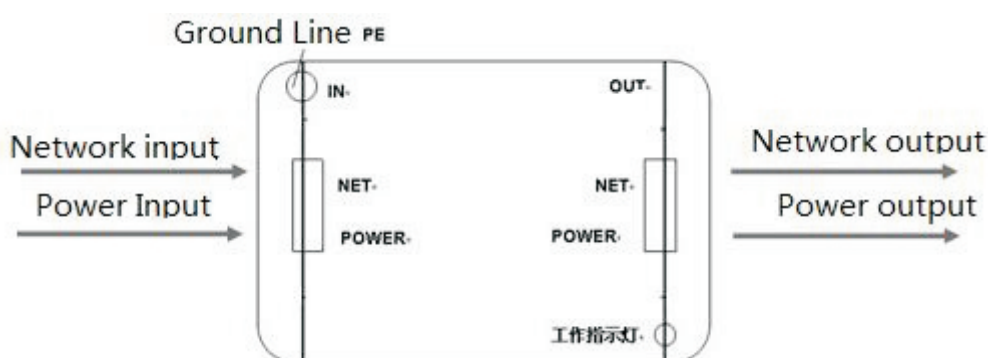 Ground Line PE
IN
OUT
Network input
Network output
NET
NET
Power Input
Power output
POWER
POWER
工作指示灯